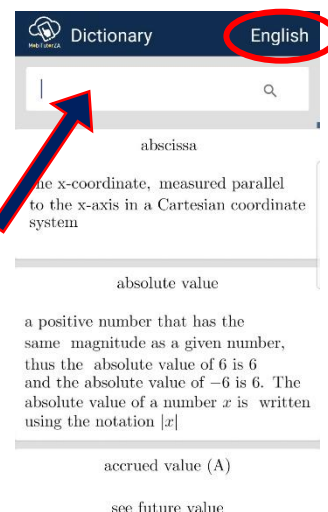 Dictionary English
MobiTutorZA
abscissa
the x-coordinate, measured parallel
to the x-axis in a Cartesian coordinate
system
absolute value
a positive number that has the
same magnitude as a given number,
thus the absolute value of 6 is 6
and the absolute value of −6 is 6. The
absolute value of a number x is written
using the notation |x|
accrued value (A)
see future value